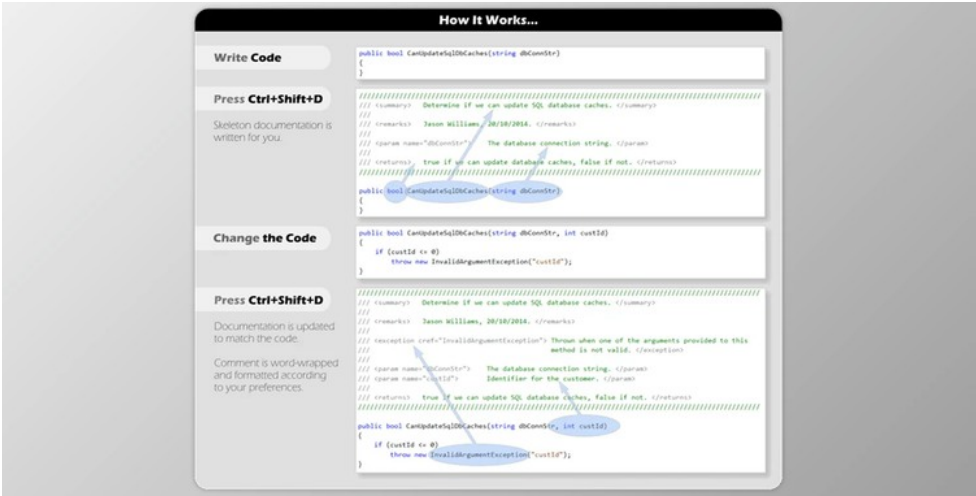 How It Works...
Write Code
public bool CanUpdateSqlDbCaches(string dbConnStr)
{
}
Press Ctrl+Shift+D
Skeleton documentation is
written for you.
////////////////////////////////////////////////////////////////////////////////////////////////////
/// <summary> Determine if we can update SQL database caches. </summary>
///
/// <remarks> Jason Williams, 20/10/2014. </remarks>
///
/// <param name="dbConnStr"> The database connection string. </param>
///
/// <returns> true if we can update database caches, false if not. </returns>
////////////////////////////////////////////////////////////////////////////////////////////////////
public bool CanUpdateSqlDbCaches(string dbConnStr)
{
}
Change the Code
public bool CanUpdateSqlDbCaches(string dbConnStr, int custId)
{
if (custId <= 0)
throw new InvalidArgumentException("custId");
}
Press Ctrl+Shift+D
Documentation is updated
to match the code.
Comment is word-wrapped
and formatted according
to your preferences.
////////////////////////////////////////////////////////////////////////////////////////////////////
/// <summary> Determine if we can update SQL database caches. </summary>
///
/// <remarks> Jason Williams, 20/10/2014. </remarks>
///
/// <exception cref="InvalidArgumentException"> Thrown when one of the arguments provided to this
/// method is not valid. </exception>
///
/// <param name="dbConnStr"> The database connection string. </param>
/// <param name="custId"> Identifier for the customer. </param>
///
/// <returns> true if we can update SQL database caches, false if not. </returns>
////////////////////////////////////////////////////////////////////////////////////////////////////
public bool CanUpdateSqlDbCaches(string dbConnStr, int custId)
{
if (custId <= 0)
throw new InvalidArgumentException("custId");
}